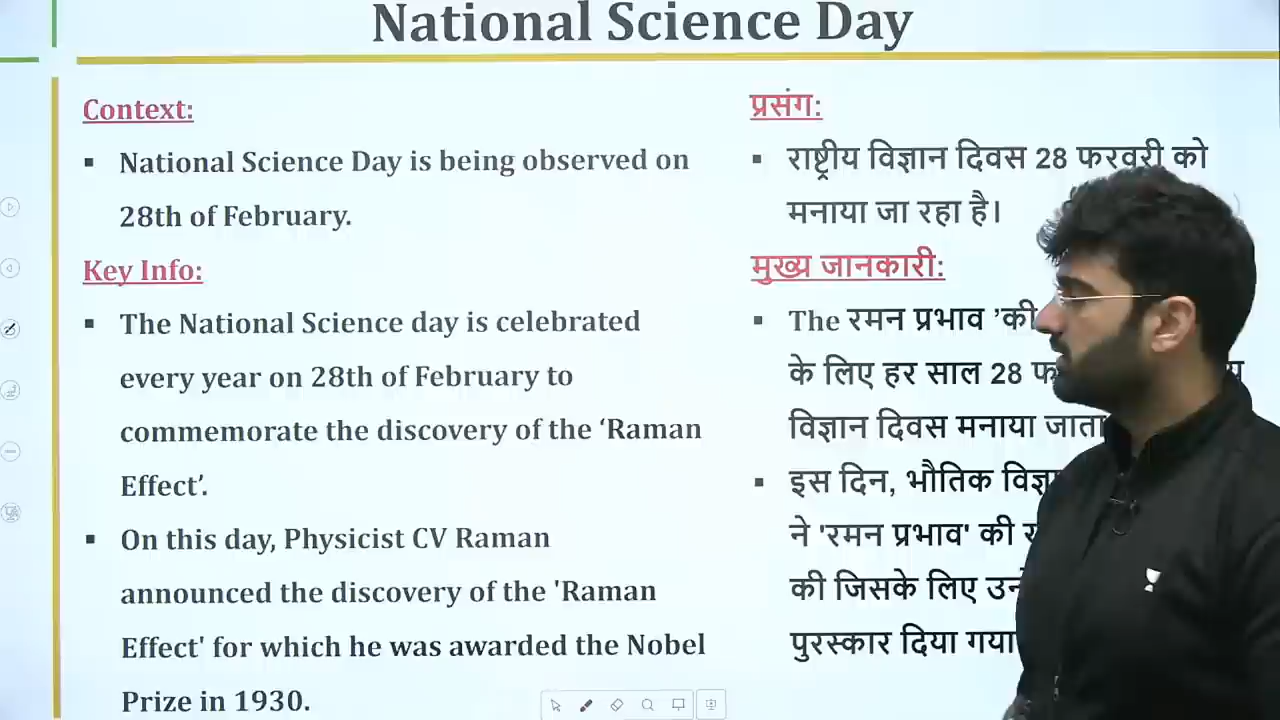 National Science Day
Context:
▪ National Science Day is being observed on
28th of February.
Key Info:
▪ The National Science day is celebrated
every year on 28th of February to
commemorate the discovery of the ‘Raman
Effect’.
▪ On this day, Physicist CV Raman
announced the discovery of the 'Raman
Effect' for which he was awarded the Nobel
Prize in 1930.
प्रसंग:
▪ राष्ट्रीय विज्ञान दिवस 28 फरवरी को
मनाया जा रहा है।
मुख्य जानकारी:
▪ The रमन प्रभाव ’की
के लिए हर साल 28
विज्ञान दिवस मनाया जाता
▪ इस दिन, भौतिक
ने 'रमन प्रभाव' की
की जिसके लिए
पुरस्कार दिया गया